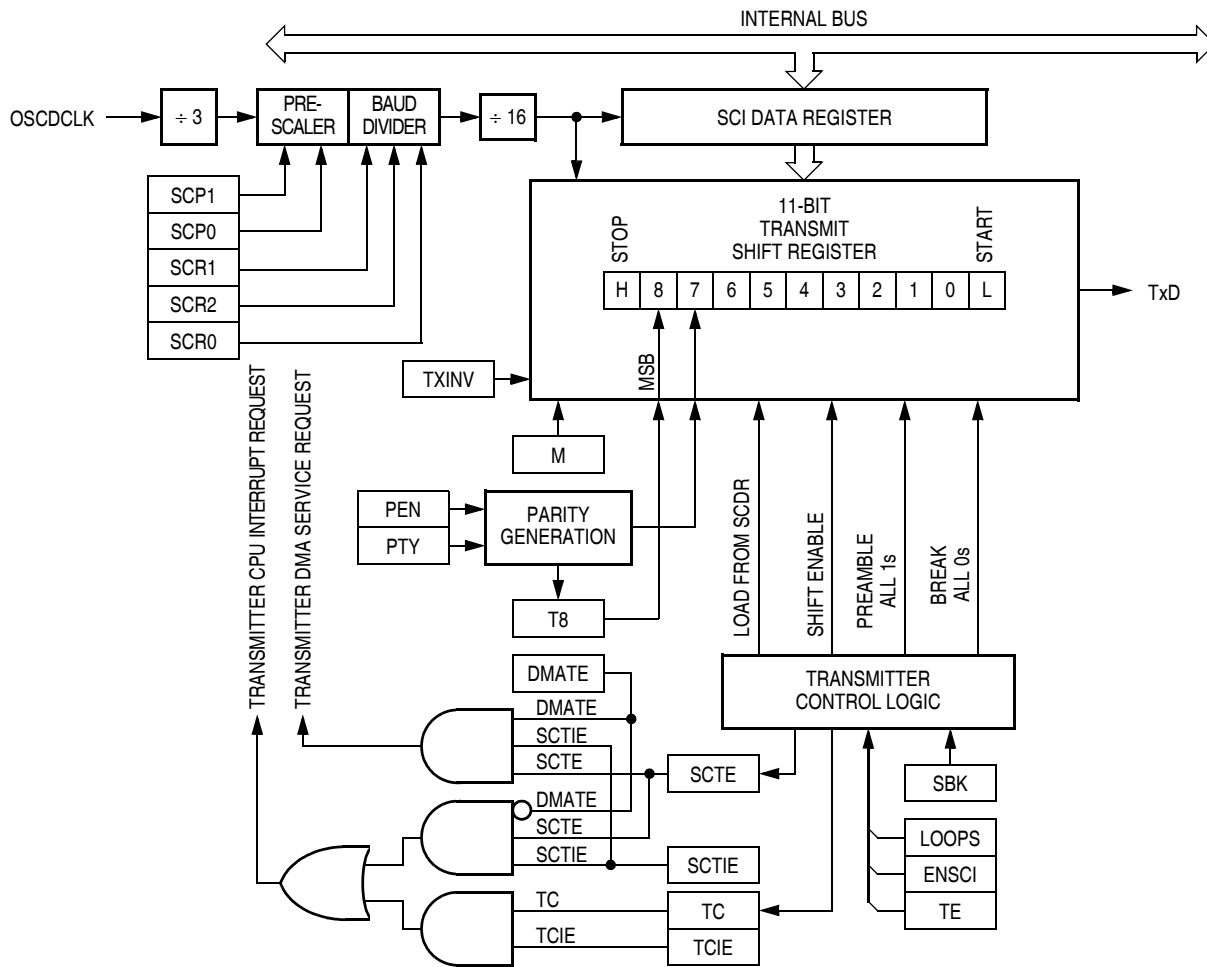 INTERNAL BUS
OSCDCLK
÷ 3
PRE-
SCALER
BAUD
DIVIDER
÷ 16
SCI DATA REGISTER
SCP1
SCP0
SCR1
SCR2
SCR0
11-BIT
TRANSMIT
SHIFT REGISTER
STOP
START
H 8 7 6 5 4 3 2 1 0 L
TxD
MSB
TXINV
M
TRANSMITTER CPU INTERRUPT REQUEST
TRANSMITTER DMA SERVICE REQUEST
PEN
PTY
PARITY
GENERATION
T8
LOAD FROM SCDR
SHIFT ENABLE
PREAMBLE
ALL 1s
BREAK
ALL 0s
TRANSMITTER
CONTROL LOGIC
DMATE
DMATE
SCTIE
SCTE
SCTE
SBK
DMATE
SCTE
SCTIE
SCTIE
LOOPS
ENSCI
TE
TC
TC
TCIE
TCIE